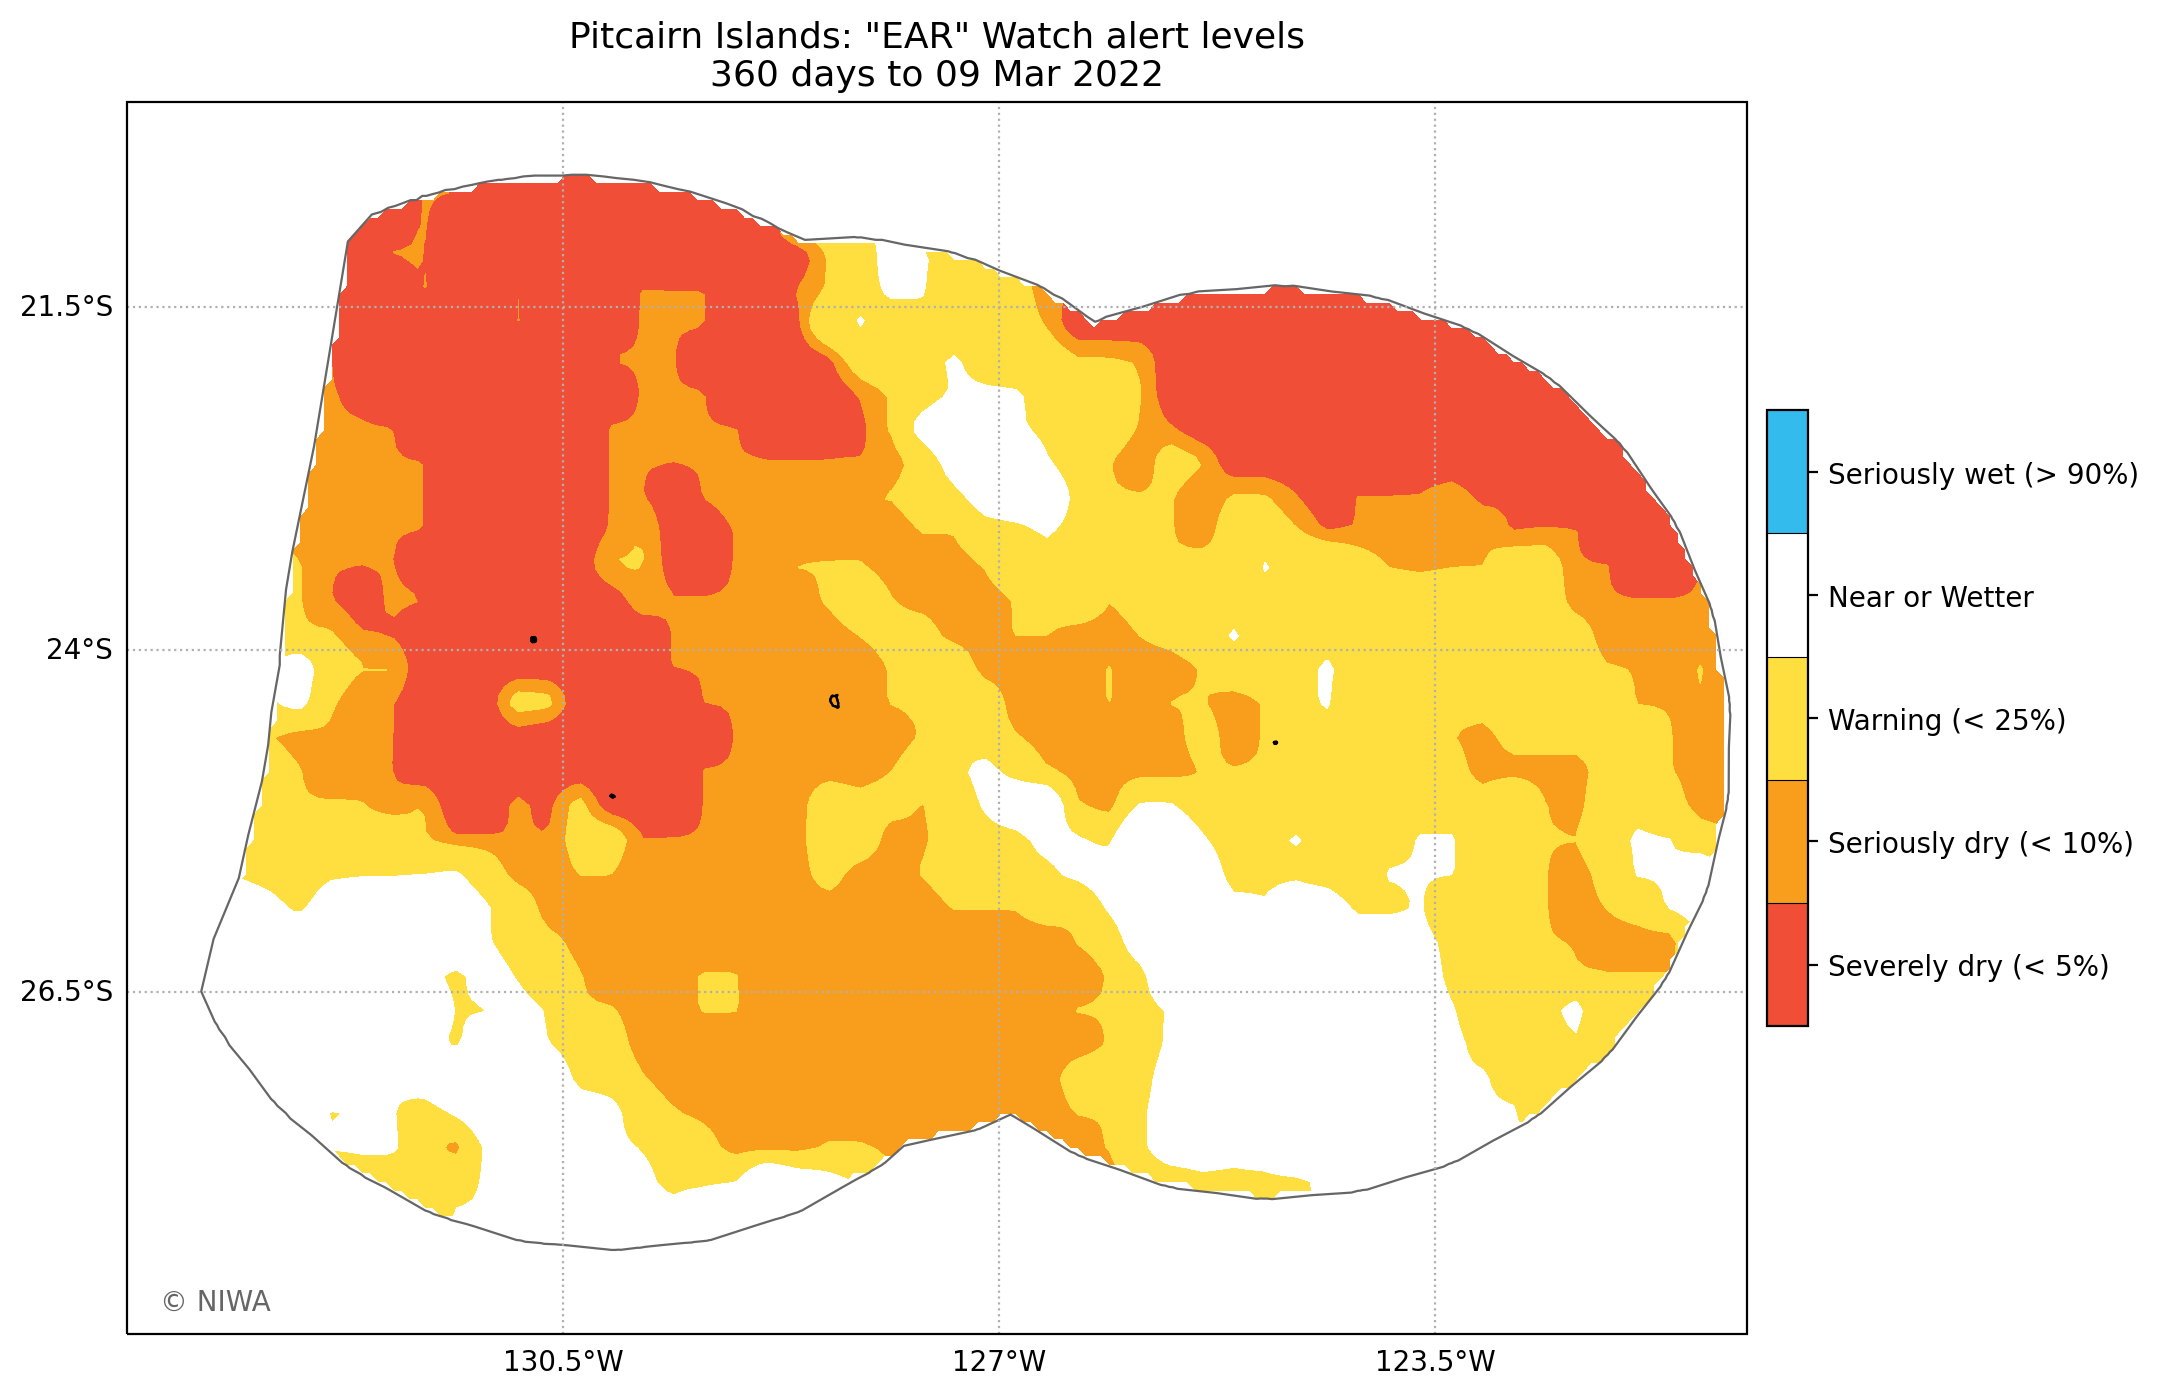 Pitcairn Islands: "EAR" Watch alert levels
360 days to 09 Mar 2022
21.5°S
24°S
26.5°S
130.5°W
127°W
123.5°W
Seriously wet (> 90%)
Near or Wetter
Warning (< 25%)
Seriously dry (< 10%)
Severely dry (< 5%)
© NIWA